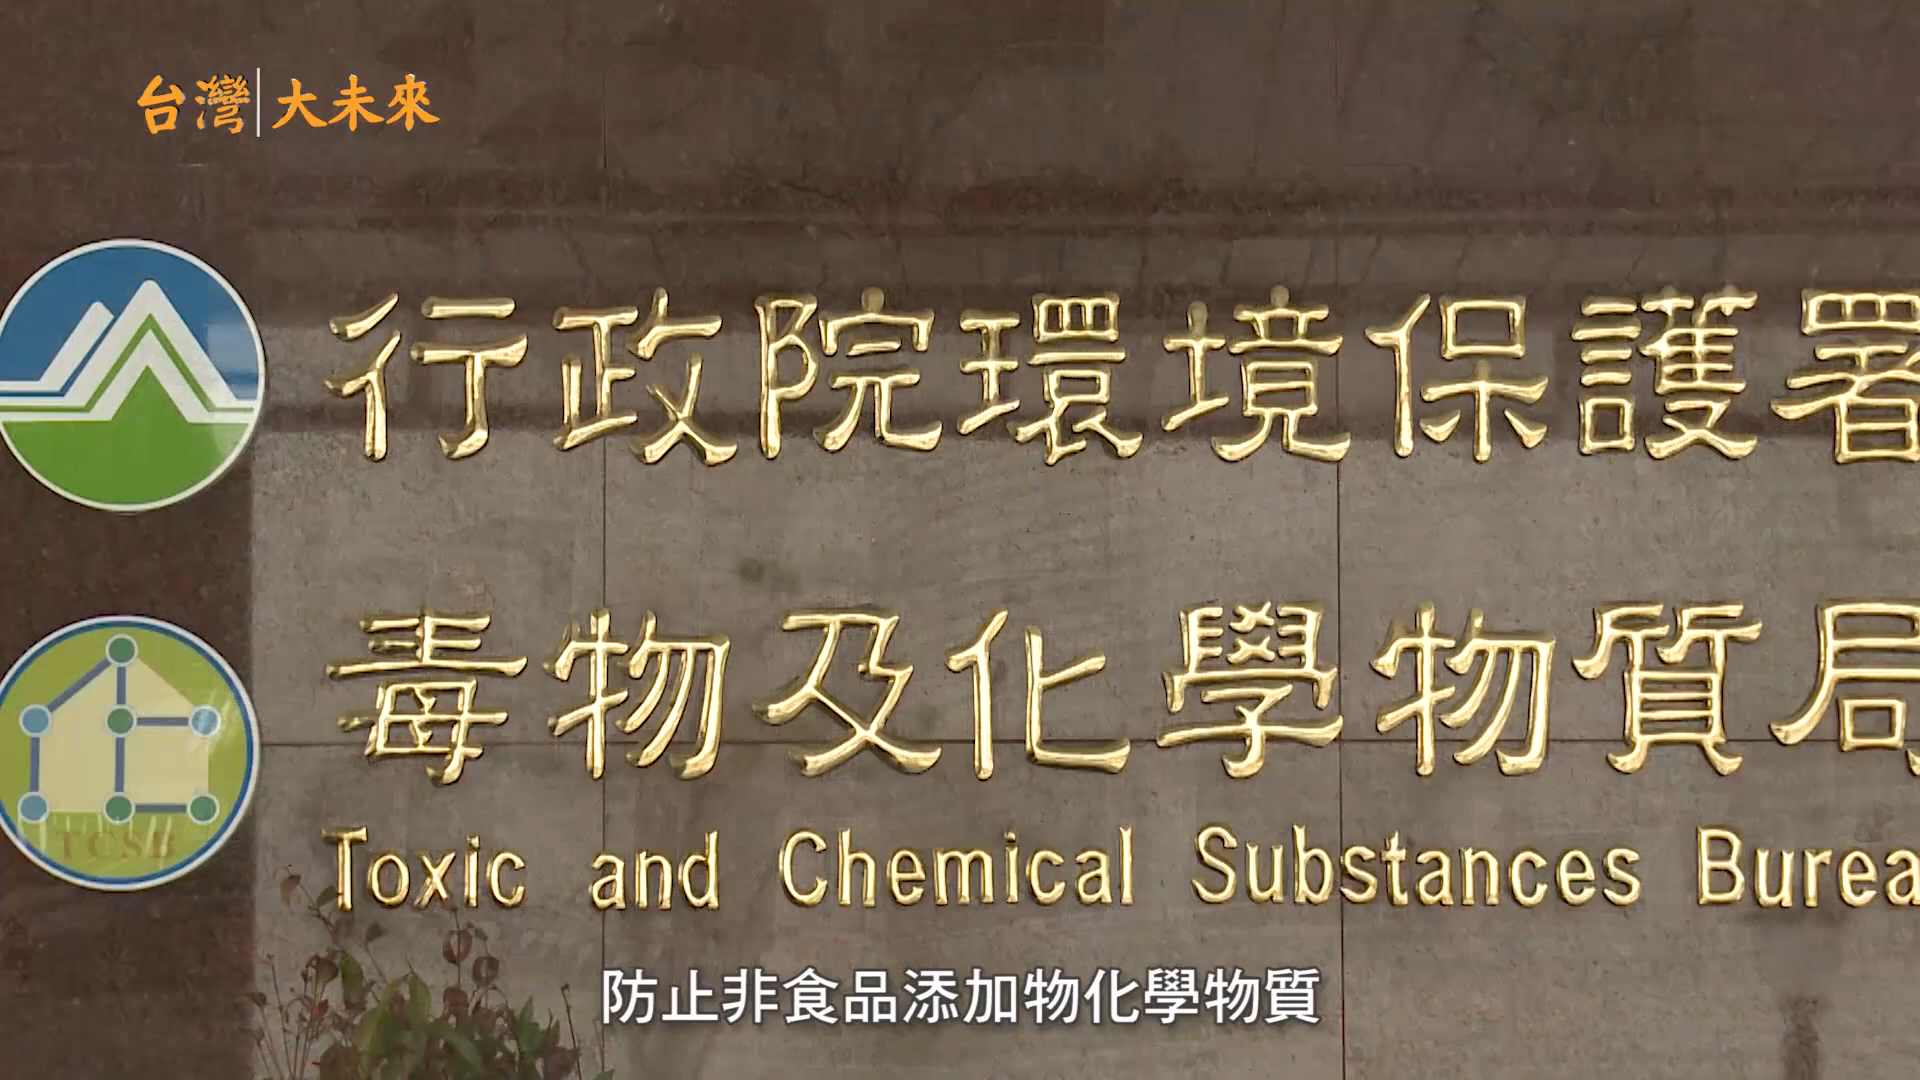 台灣|大未來
行政院環境保護署
毒物及化學物質局
TCSB
Toxic and Chemical Substances Burea
防止非食品添加物化學物質